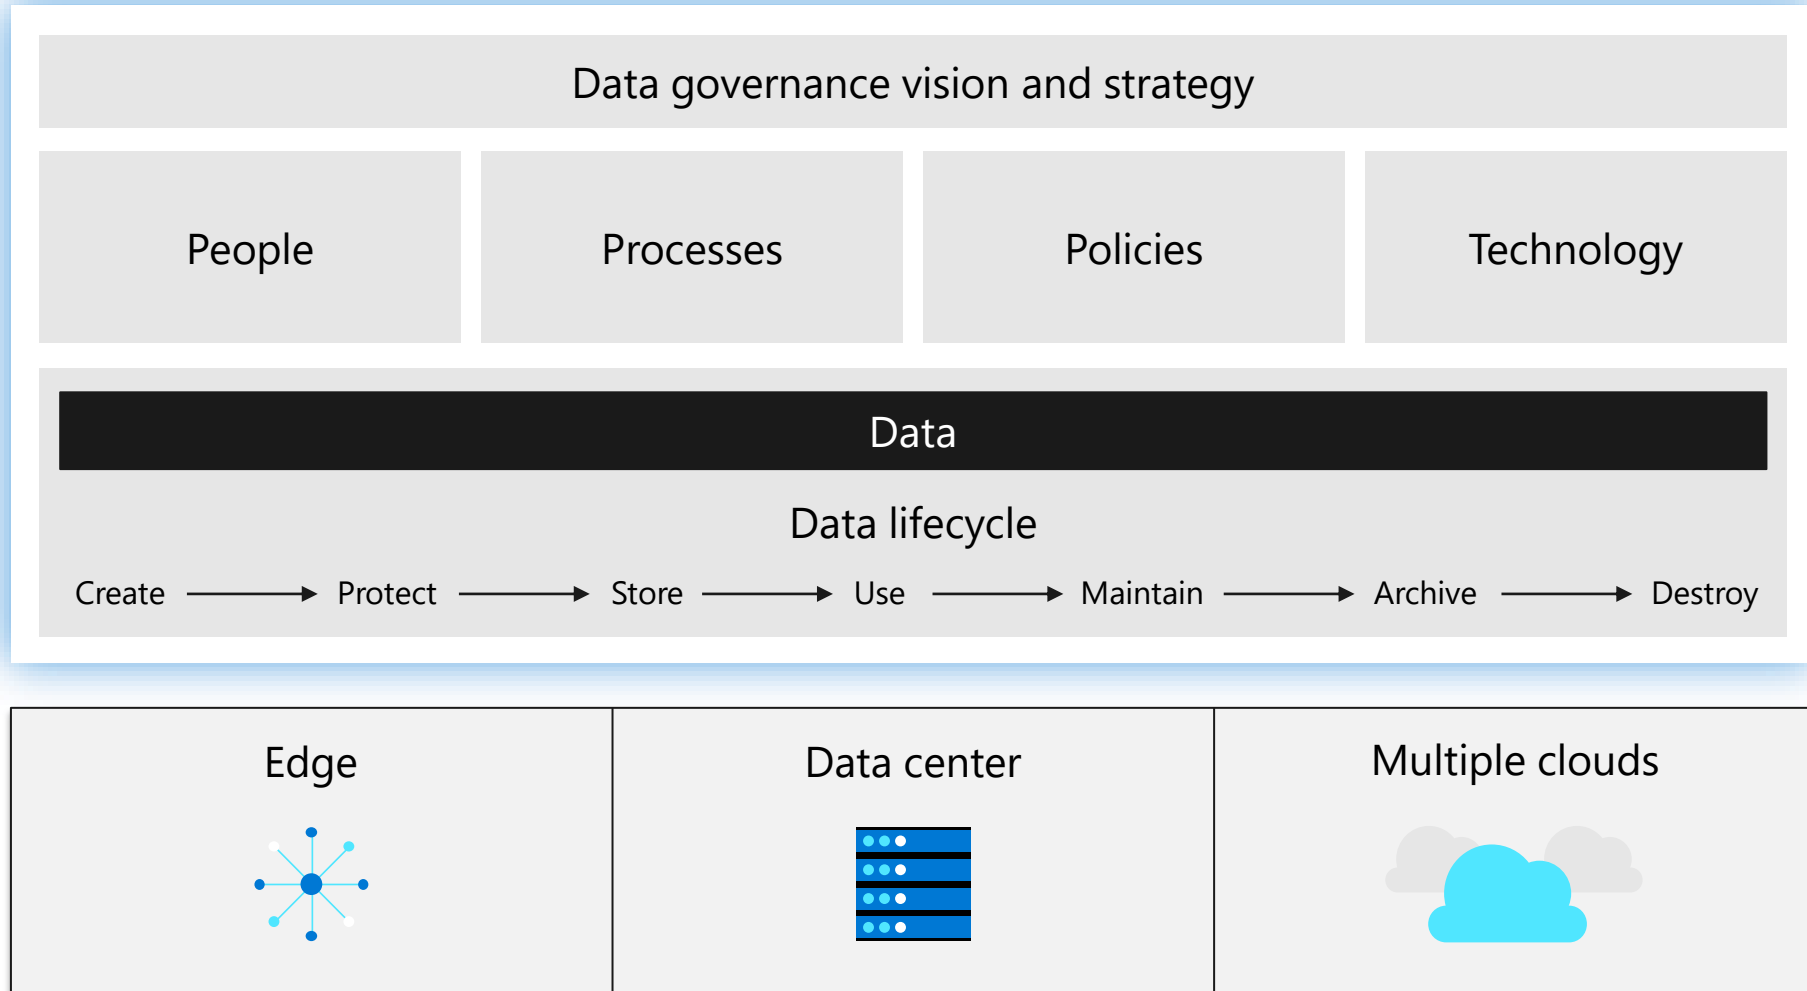 Data governance vision and strategy
People
Processes
Policies
Technology
Data
Data lifecycle
Create
Protect
Store
Use
Maintain
Archive
Destroy
Edge
Data center
Multiple clouds